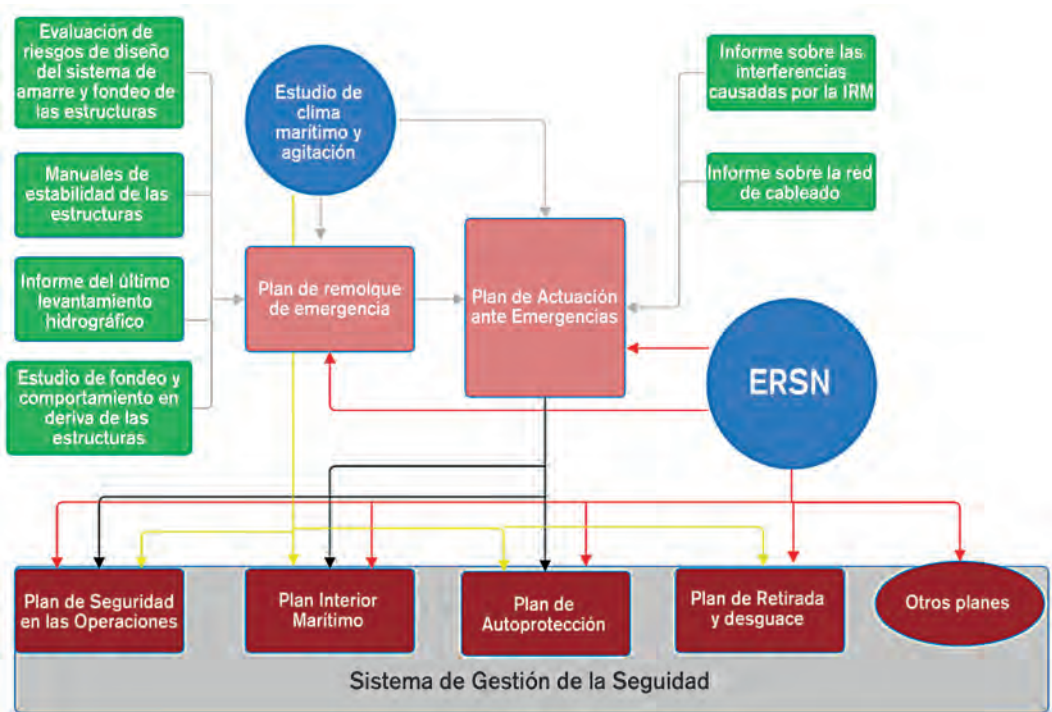 Evaluación de
riesgos de diseño
del sistema de
amarre y fondeo de
las estructuras
Estudio de
clima
marítimo y
agitación
Informe sobre las
interferencias
causadas por la IRM
Manuales de
estabilidad de las
estructuras
Informe sobre la red
de cableado
Informe del último
levantamiento
hidrográfico
Plan de remolque
de emergencia
Plan de Actuación
ante Emergencias
Estudio de fondeo y
comportamiento en
deriva de las
estructuras
ERSN
Plan de Seguridad
en las Operaciones
Plan Interior
Marítimo
Plan de
Autoprotección
Plan de Retirada
y desguace
Otros planes
Sistema de Gestión de la Seguidad